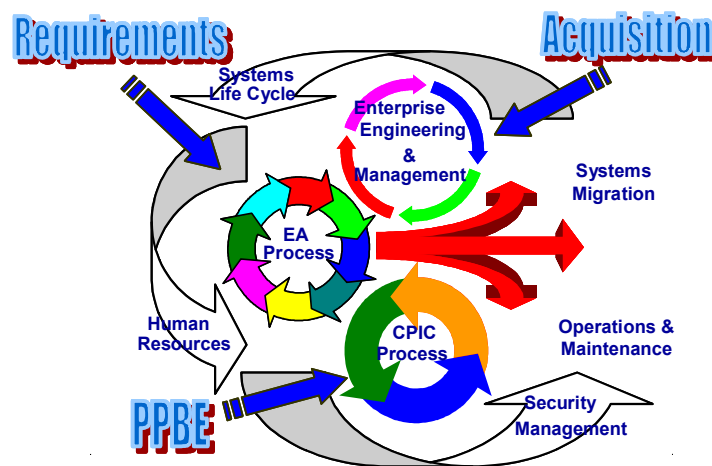 Requirements
Acquisition
Systems
Life Cycle
Enterprise
Engineering
&
Management
Systems
Migration
EA
Process
Human
Resources
CPIC
Process
Operations &
Maintenance
PPBE
Security
Management